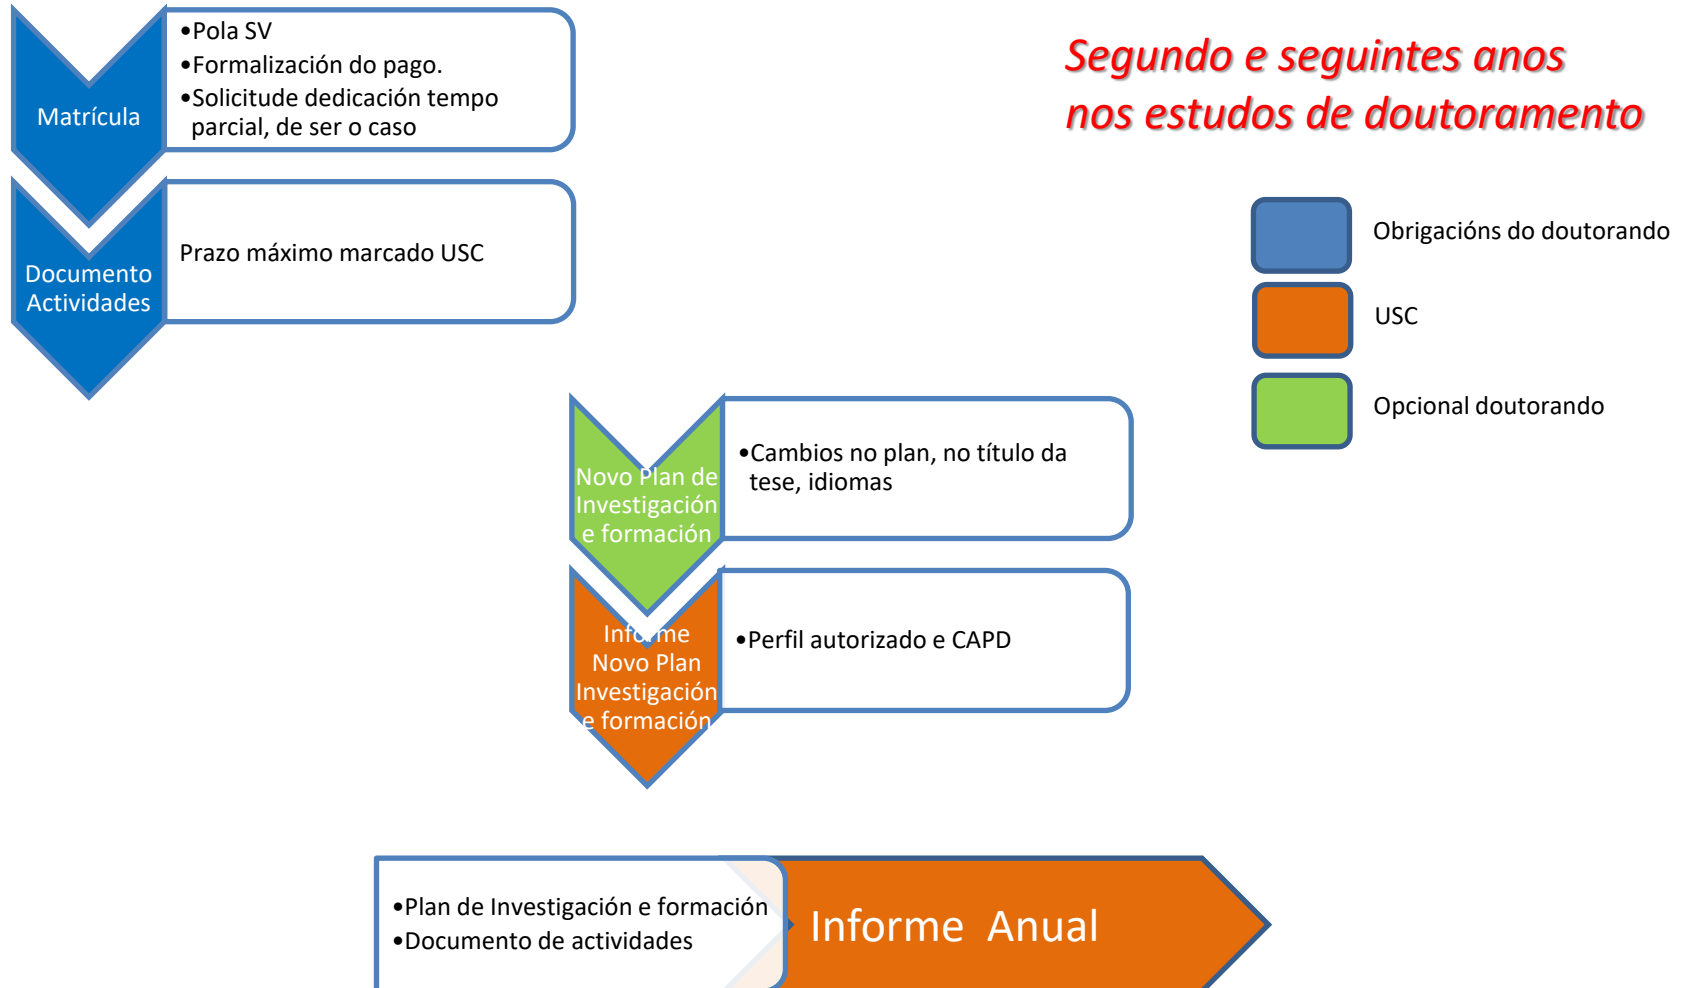 •Pola SV
•Formalización do pago.
•Solicitude dedicación tempo
parcial, de ser o caso
Matrícula
Segundo e seguintes anos
nos estudos de doutoramento
Prazo máximo marcado USC
Documento
Actividades
Obrigacións do doutorando
USC
Opcional doutorando
•Cambios no plan, no título da
tese, idiomas
Novo Plan de
Investigación
e formación
•Perfil autorizado e CAPD
Informe
Novo Plan
Investigación
e formación
•Plan de Investigación e formación
•Documento de actividades
Informe Anual